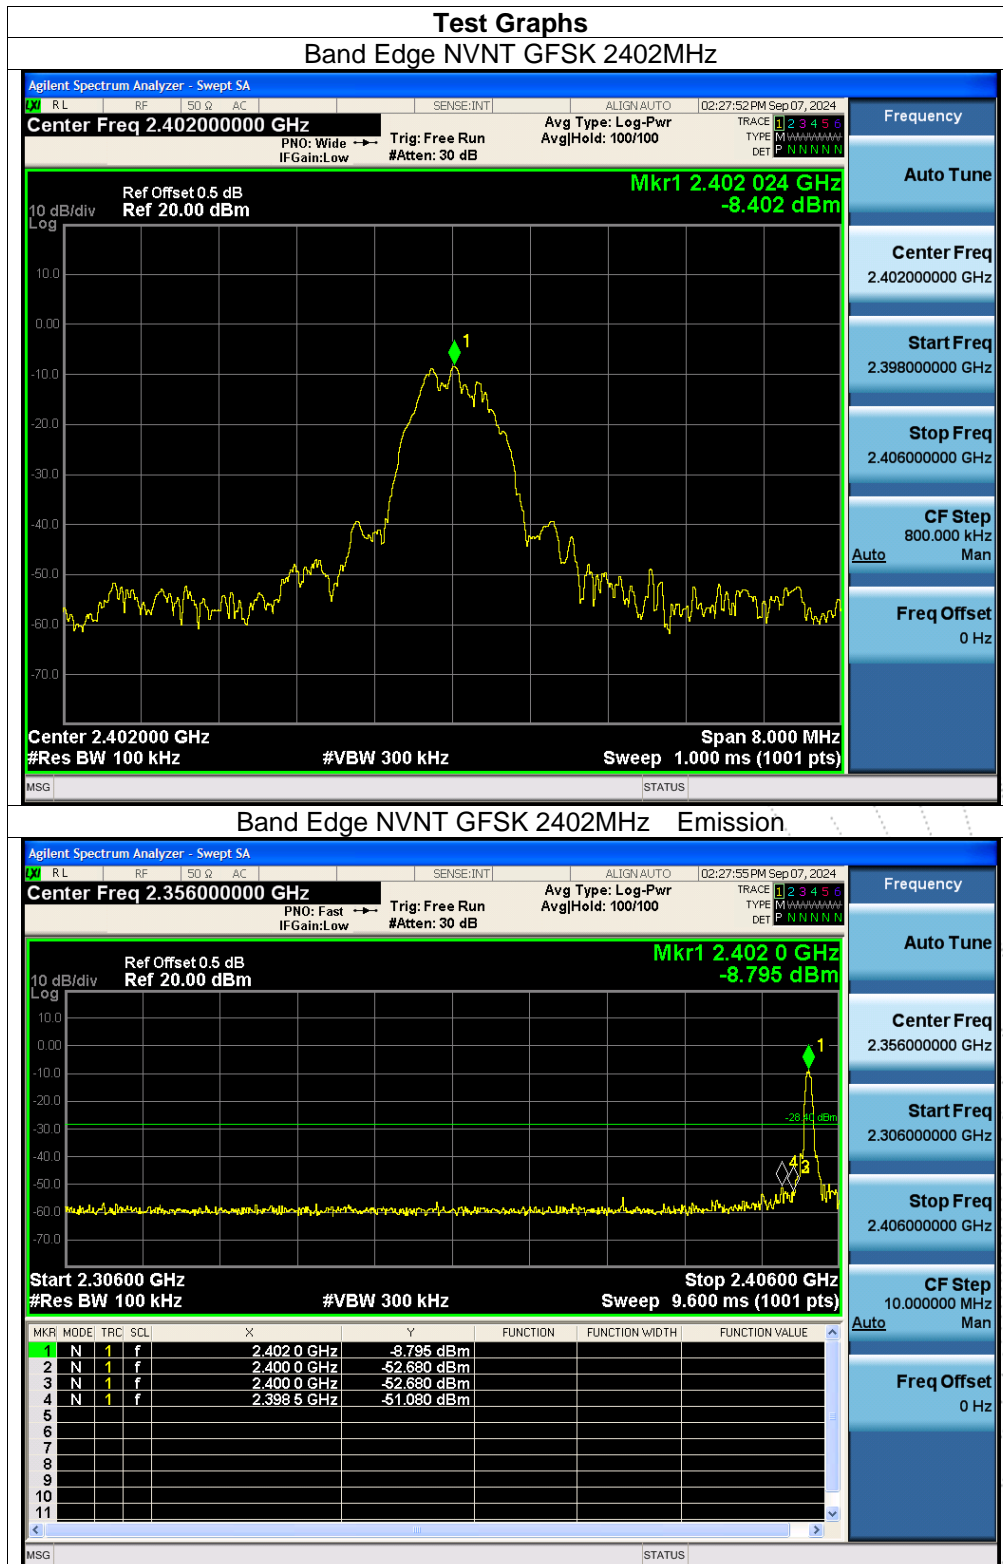 Test Graphs
Band Edge NVNT GFSK 2402MHz
Agilent Spectrum Analyzer - Swept SA
LXI RL RF 50 Ω AC SENSE:INT ALIGN AUTO 02:27:52 PM Sep 07, 2024
Center Freq 2.402000000 GHz
PNO: Wide
IFGain:Low
Trig: Free Run
#Atten: 30 dB
Avg Type: Log-Pwr
Avg|Hold: 100/100
TRACE 1 2 3 4 5 6
TYPE M WWWWW
DET P N N N N N
Mkr1 2.402 024 GHz
-8.402 dBm
Ref Offset 0.5 dB
10 dB/div Ref 20.00 dBm
Log
10.0
0.00
-10.0
-20.0
-30.0
-40.0
-50.0
-60.0
-70.0
1
Center 2.402000 GHz Span 8.000 MHz
#Res BW 100 kHz #VBW 300 kHz Sweep 1.000 ms (1001 pts)
MSG STATUS
Frequency
Auto Tune
Center Freq
2.402000000 GHz
Start Freq
2.398000000 GHz
Stop Freq
2.406000000 GHz
CF Step
800.000 kHz
Auto Man
Freq Offset
0 Hz
Band Edge NVNT GFSK 2402MHz Emission
Agilent Spectrum Analyzer - Swept SA
LXI RL RF 50 Ω AC SENSE:INT ALIGN AUTO 02:27:55 PM Sep 07, 2024
Center Freq 2.356000000 GHz
PNO: Fast
IFGain:Low
Trig: Free Run
#Atten: 30 dB
Avg Type: Log-Pwr
Avg|Hold: 100/100
TRACE 1 2 3 4 5 6
TYPE M WWWWW
DET P N N N N N
Mkr1 2.402 0 GHz
-8.795 dBm
Ref Offset 0.5 dB
10 dB/div Ref 20.00 dBm
Log
10.0
0.00
-10.0
-20.0
-30.0
-40.0
-50.0
-60.0
-70.0
1
-28.40 dBm
4
Start 2.30600 GHz Stop 2.40600 GHz
#Res BW 100 kHz #VBW 300 kHz Sweep 9.600 ms (1001 pts)
MKR MODE TRC SCL X Y FUNCTION FUNCTION WIDTH FUNCTION VALUE
1 N 1 f 2.402 0 GHz -8.795 dBm
2 N 1 f 2.400 0 GHz -52.680 dBm
3 N 1 f 2.400 0 GHz -52.680 dBm
4 N 1 f 2.398 5 GHz -51.080 dBm
5
6
7
8
9
10
11
MSG STATUS
Frequency
Auto Tune
Center Freq
2.356000000 GHz
Start Freq
2.306000000 GHz
Stop Freq
2.406000000 GHz
CF Step
10.000000 MHz
Auto Man
Freq Offset
0 Hz